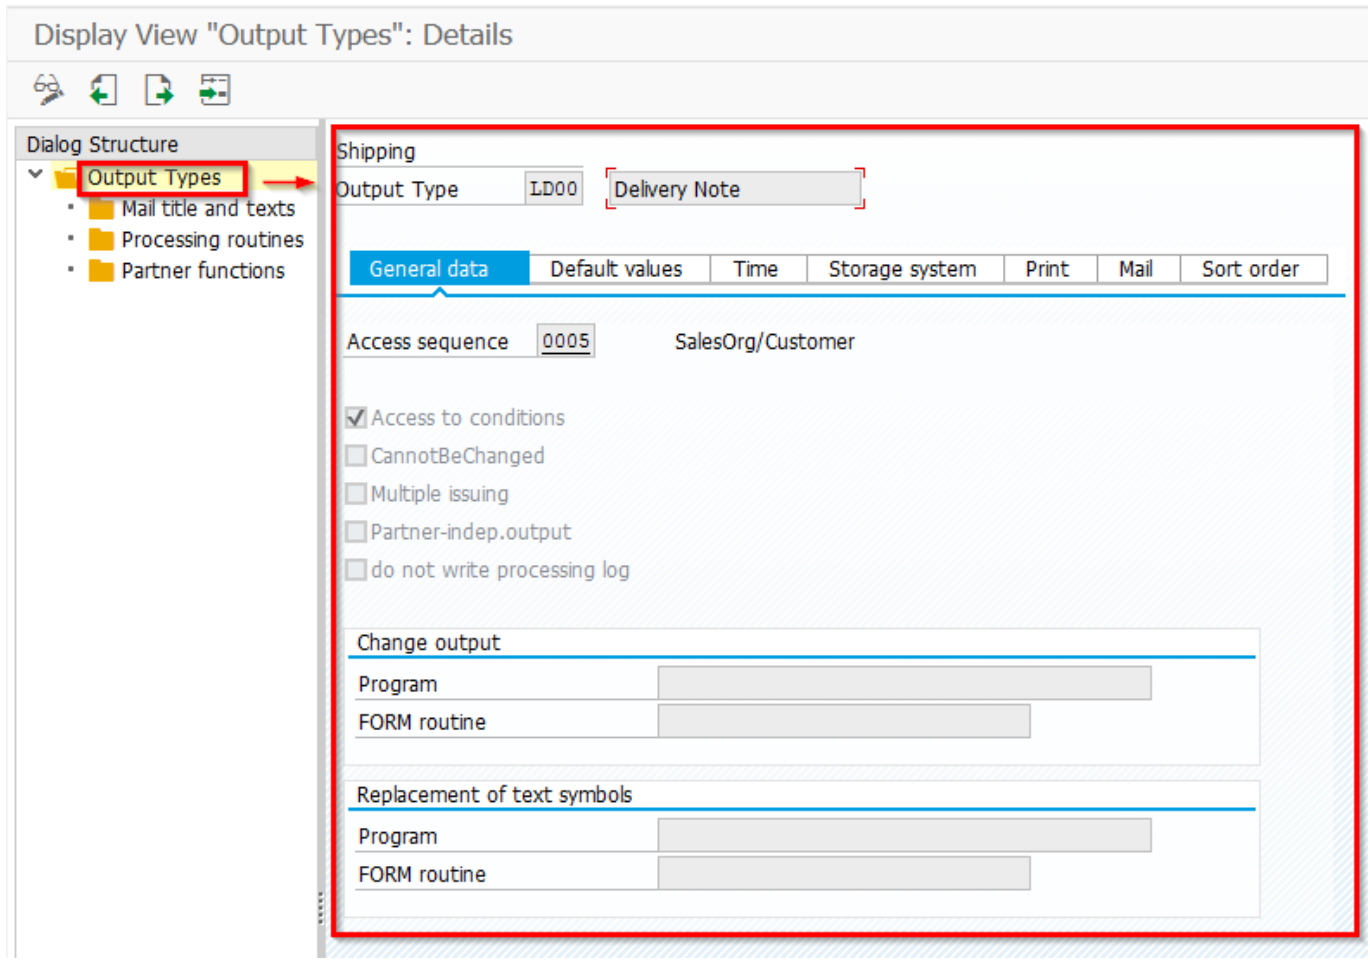 Display View "Output Types": Details
Dialog Structure
Output Types
Mail title and texts
Processing routines
Partner functions
Shipping
Output Type LD00 Delivery Note
General data Default values Time Storage system Print Mail Sort order
Access sequence 0005 SalesOrg/Customer
Access to conditions
CannotBeChanged
Multiple issuing
Partner-indep.output
do not write processing log
Change output
Program
FORM routine
Replacement of text symbols
Program
FORM routine